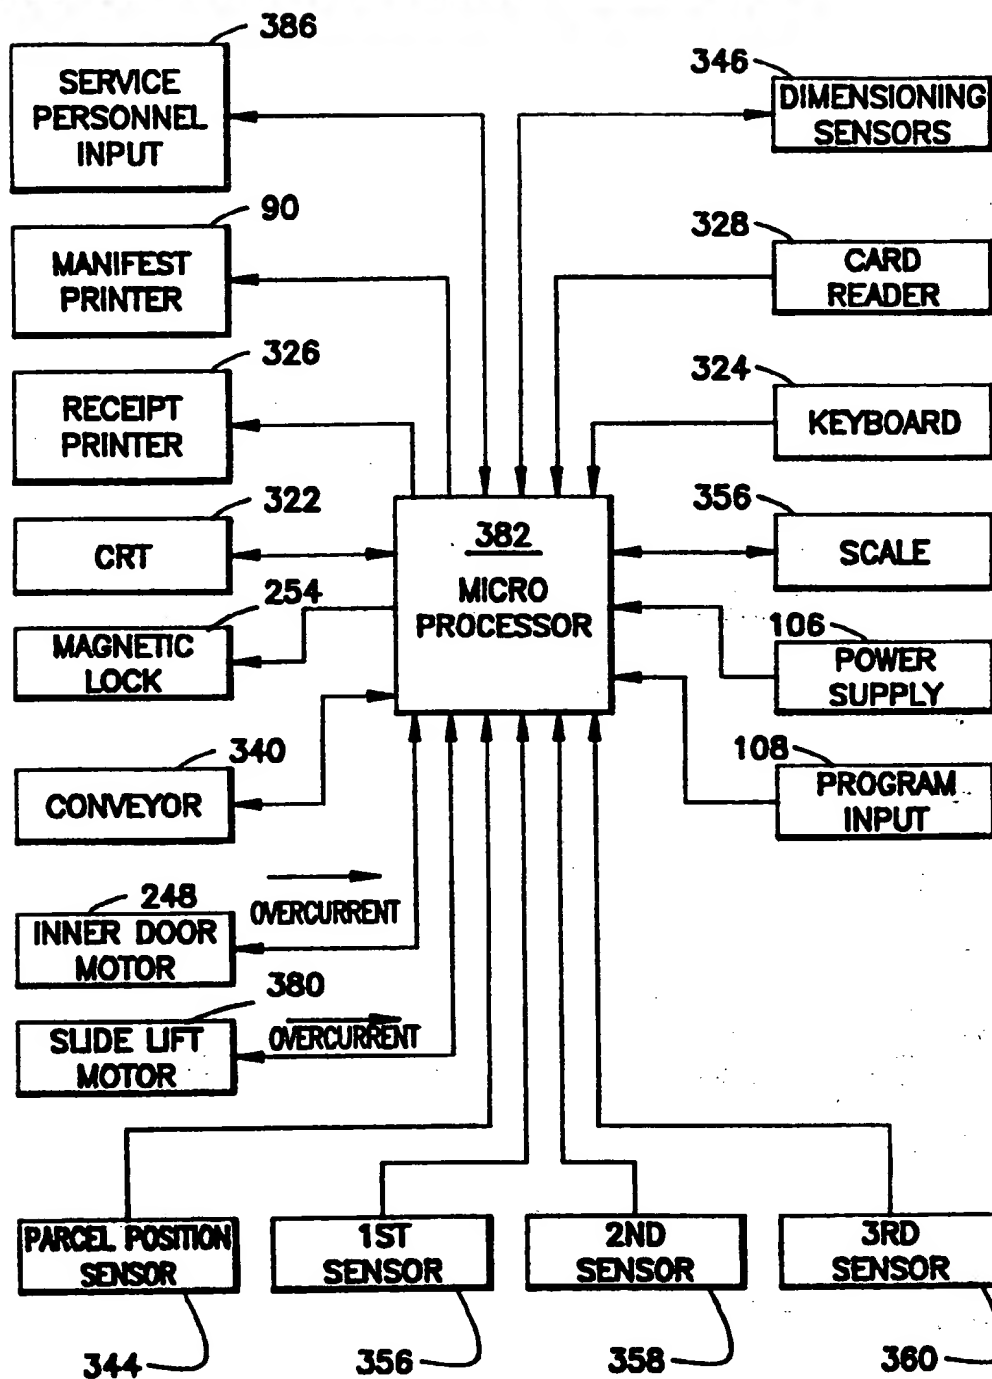 386
SERVICE
PERSONNEL
INPUT
346
DIMENSIONING
SENSORS
90
MANIFEST
PRINTER
328
CARD
READER
326
RECEIPT
PRINTER
324
KEYBOARD
322
CRT
382
MICRO
PROCESSOR
356
SCALE
254
MAGNETIC
LOCK
106
POWER
SUPPLY
340
CONVEYOR
108
PROGRAM
INPUT
248
INNER DOOR
MOTOR
OVERCURRENT
380
SLIDE LIFT
MOTOR
OVERCURRENT
PARCEL POSITION
SENSOR
1ST
SENSOR
2ND
SENSOR
3RD
SENSOR
344
356
358
360